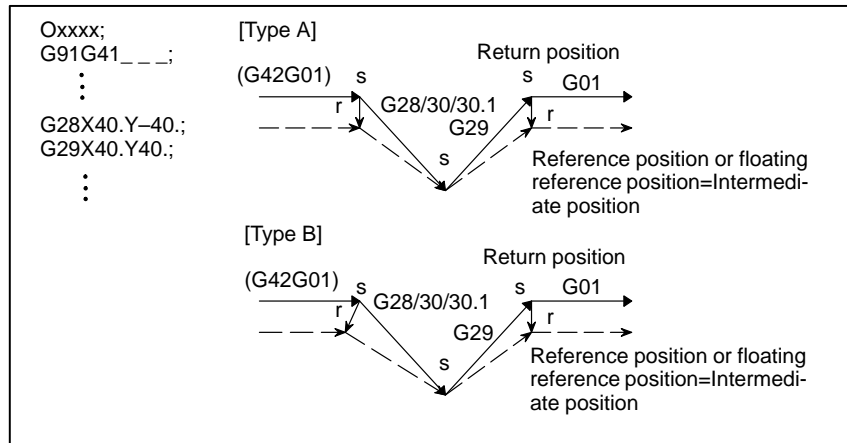 Oxxxx;
G91G41_ _ _;
G28X40.Y–40.;
G29X40.Y40.;
[Type A]
Return position
(G42G01)
s
s
G01
r
G28/30/30.1
r
G29
s
Reference position or floating
reference position=Intermedi-
ate position
[Type B]
Return position
(G42G01)
s
s
G01
r
G28/30/30.1
r
G29
s
Reference position or floating
reference position=Intermedi-
ate position